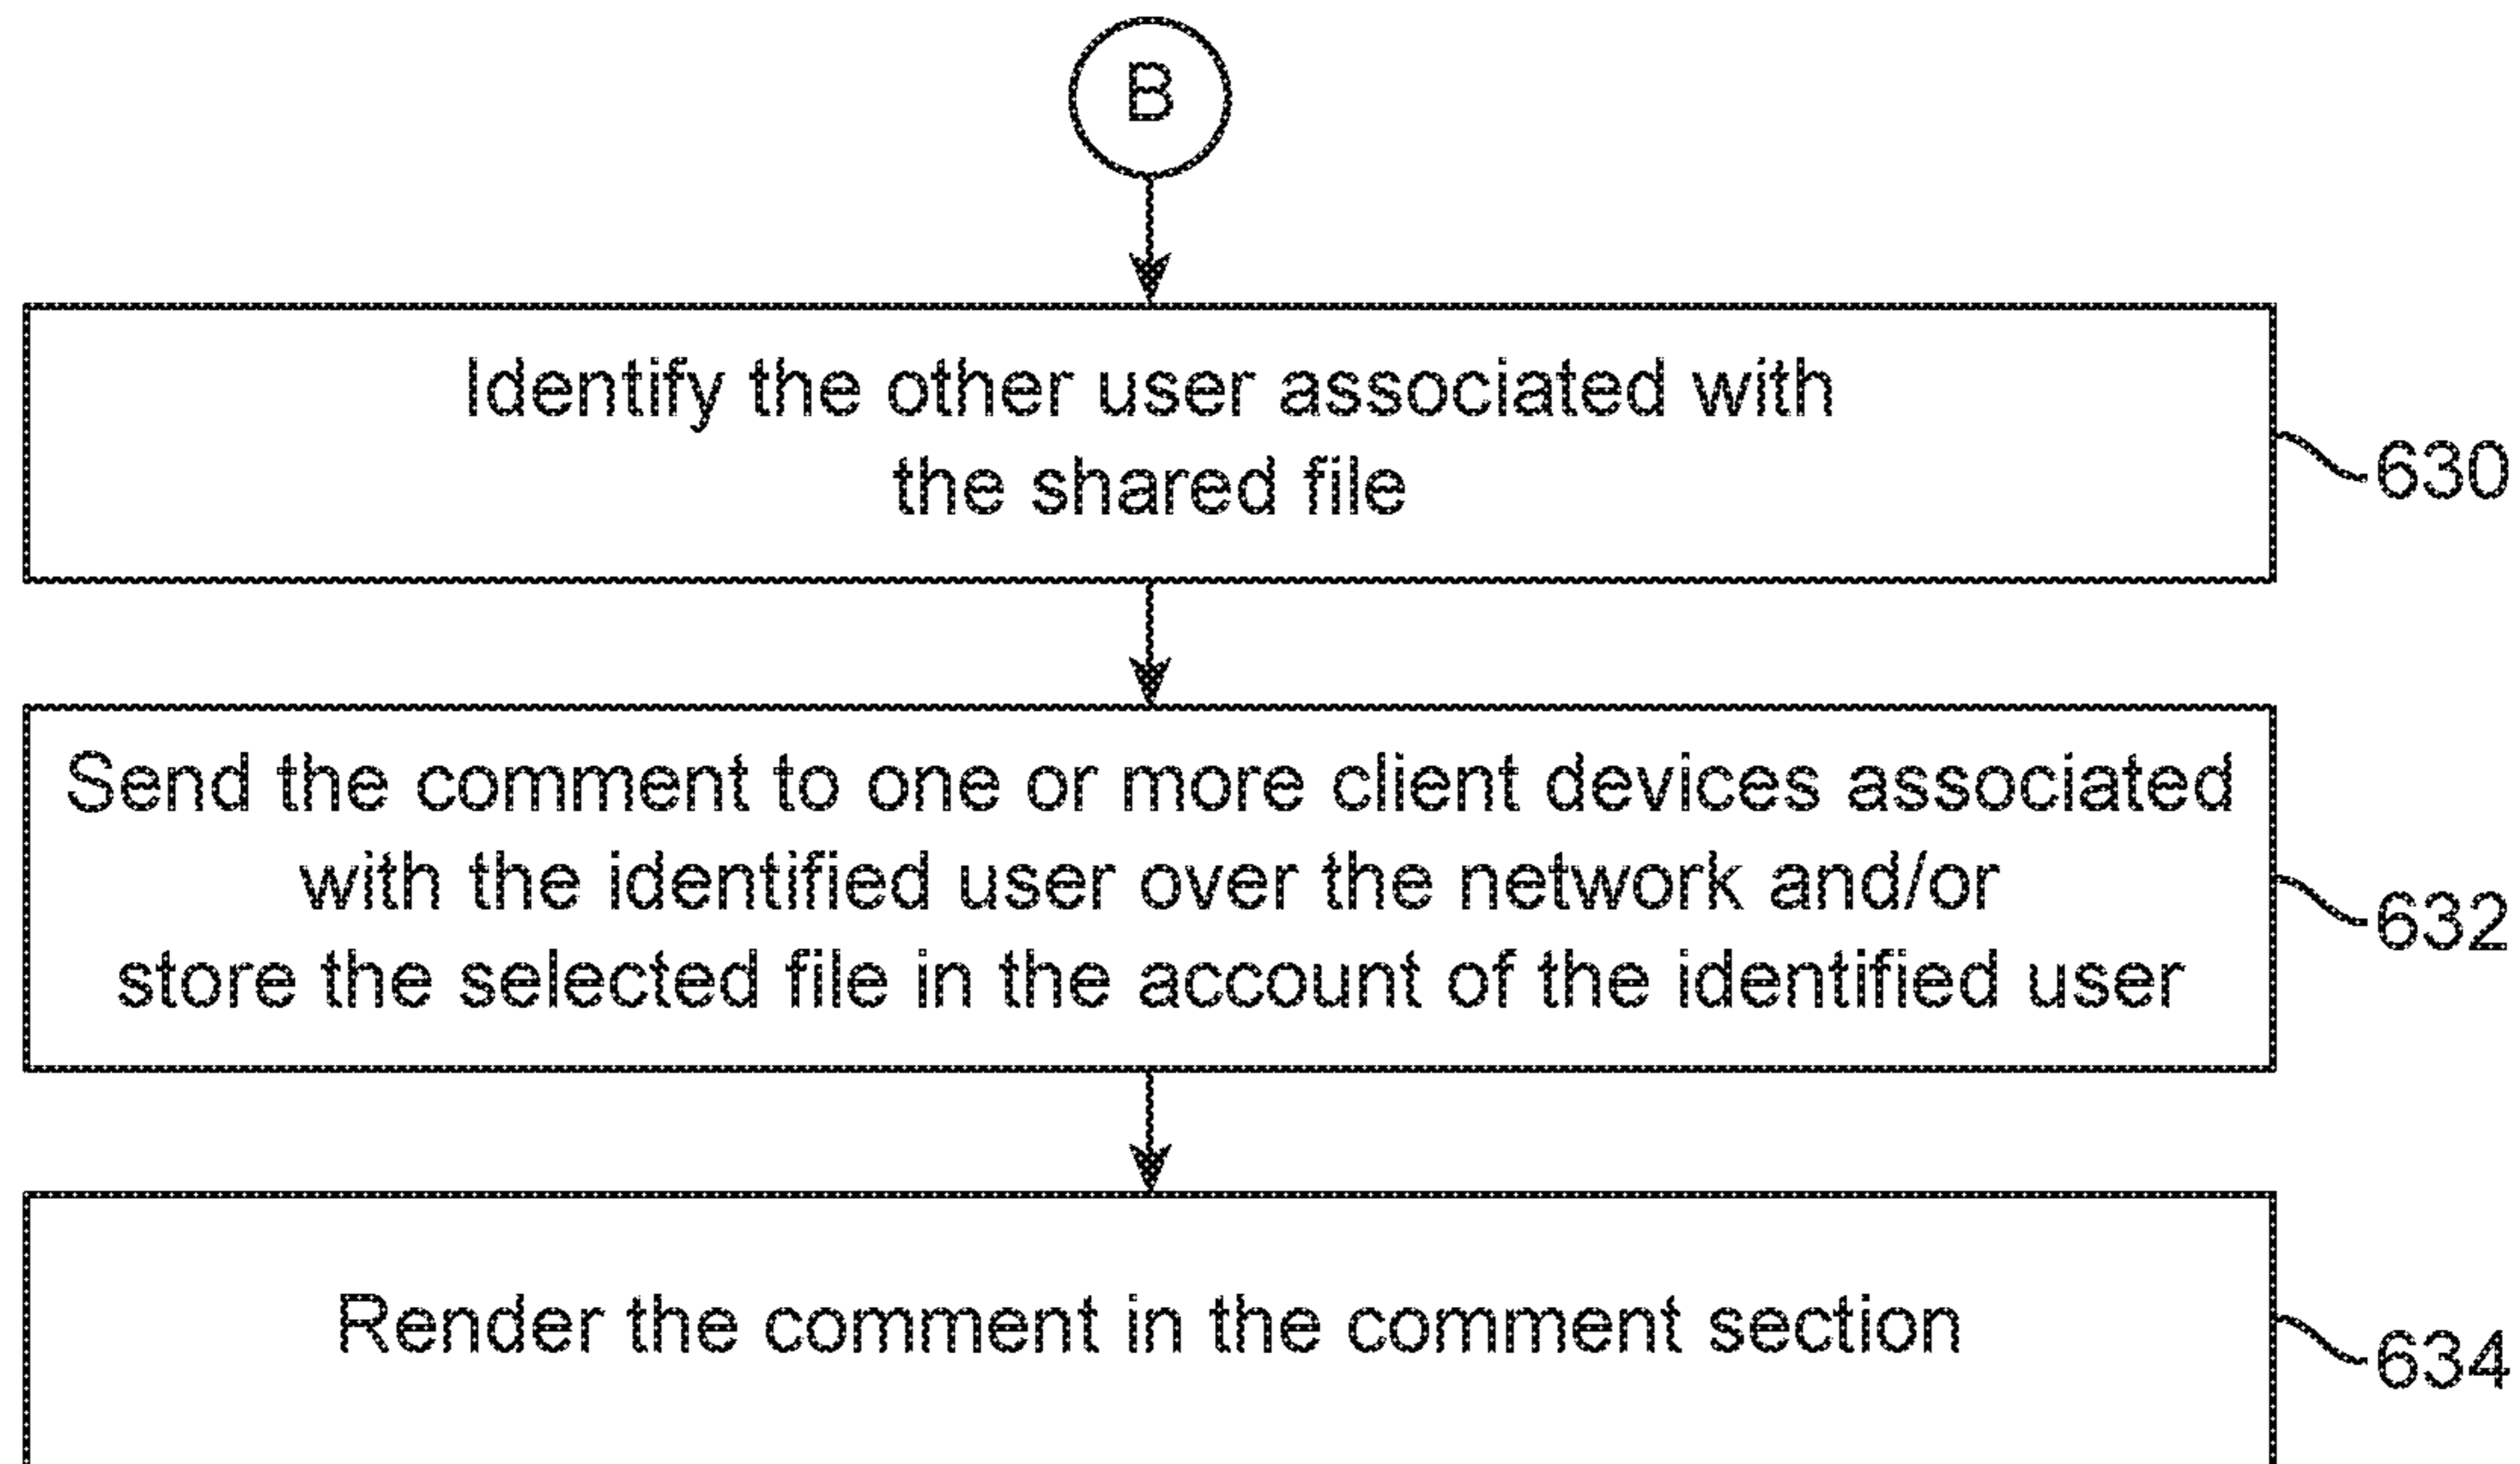 B
Identify the other user associated with
the shared file
630
Send the comment to one or more client devices associated
with the identified user over the network and/or
store the selected file in the account of the identified user
632
Render the comment in the comment section
634